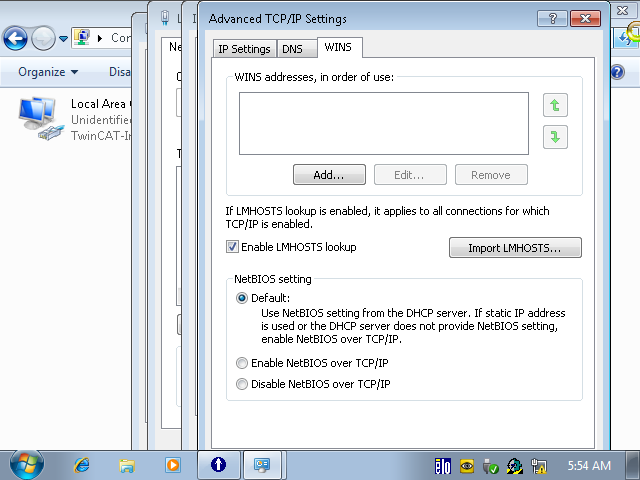 Advanced TCP/IP Settings
IP Settings
DNS
WINS
WINS addresses, in order of use:
Add...
Edit...
Remove
If LMHOSTS lookup is enabled, it applies to all connections for which
TCP/IP is enabled.
Enable LMHOSTS lookup
Import LMHOSTS...
NetBIOS setting
Default:
Use NetBIOS setting from the DHCP server. If static IP address
is used or the DHCP server does not provide NetBIOS setting,
enable NetBIOS over TCP/IP.
Enable NetBIOS over TCP/IP
Disable NetBIOS over TCP/IP
Organize
Local Area
5:54 AM